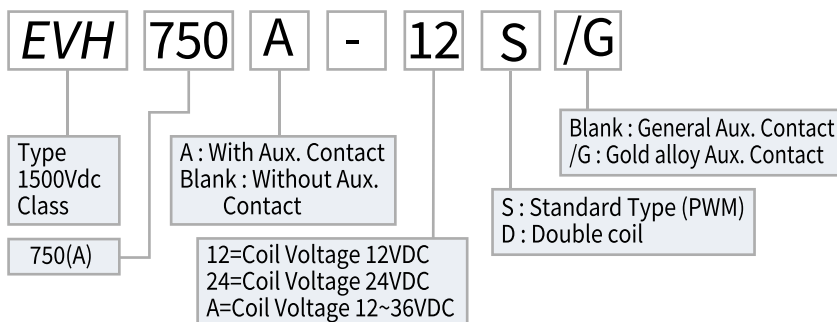 EVH 750 A - 12 S /G
Type
1500Vdc
Class
750(A)
A : With Aux. Contact
Blank : Without Aux.
Contact
12=Coil Voltage 12VDC
24=Coil Voltage 24VDC
A=Coil Voltage 12~36VDC
S : Standard Type (PWM)
D : Double coil
Blank : General Aux. Contact
/G : Gold alloy Aux. Contact